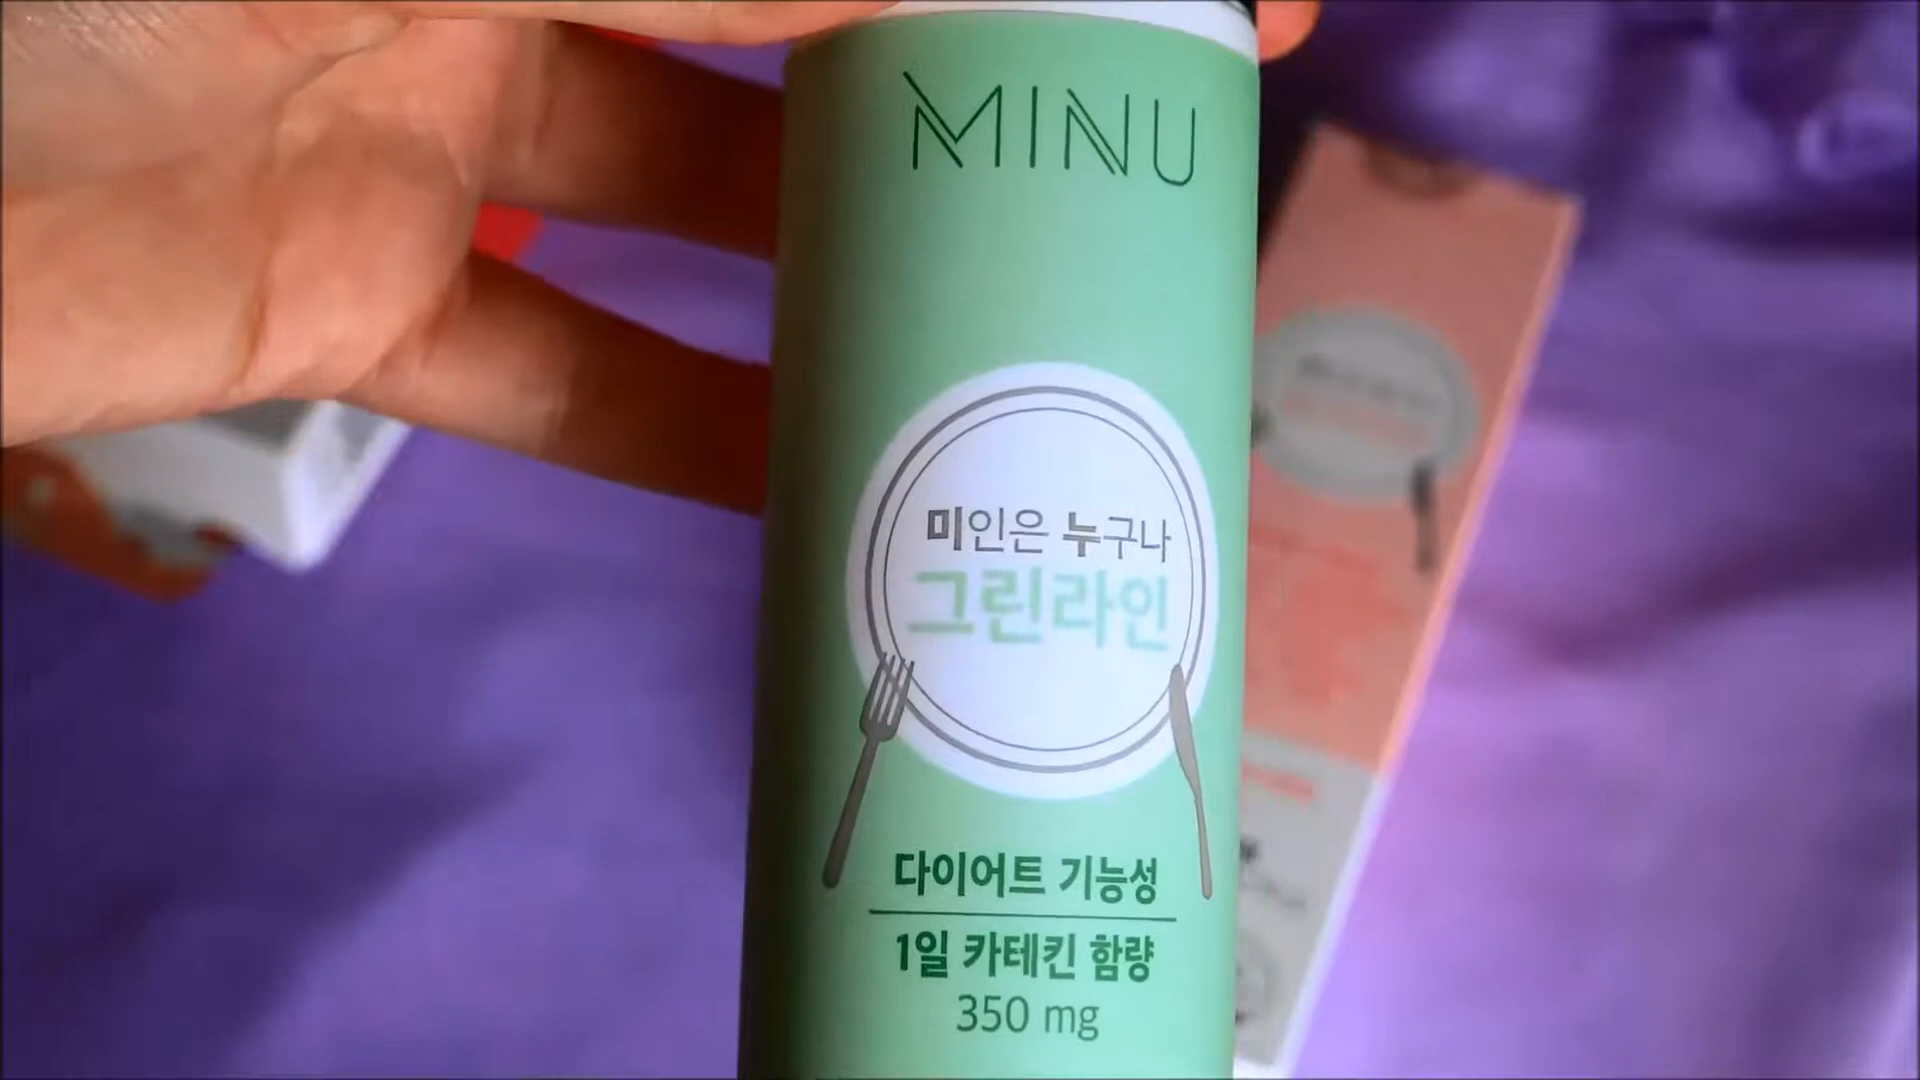 MINU
미인은 누구나
그린라인
다이어트 기능성
1일 카테킨 함량
350 mg